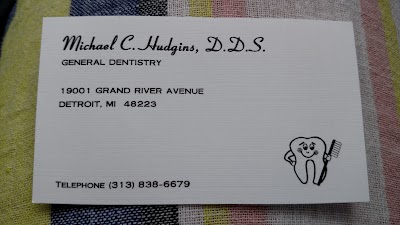 Michael C. Hudgins, D.D.S.
GENERAL DENTISTRY
19001 GRAND RIVER AVENUE
DETROIT, MI 48223
TELEPHONE (313) 838-6679